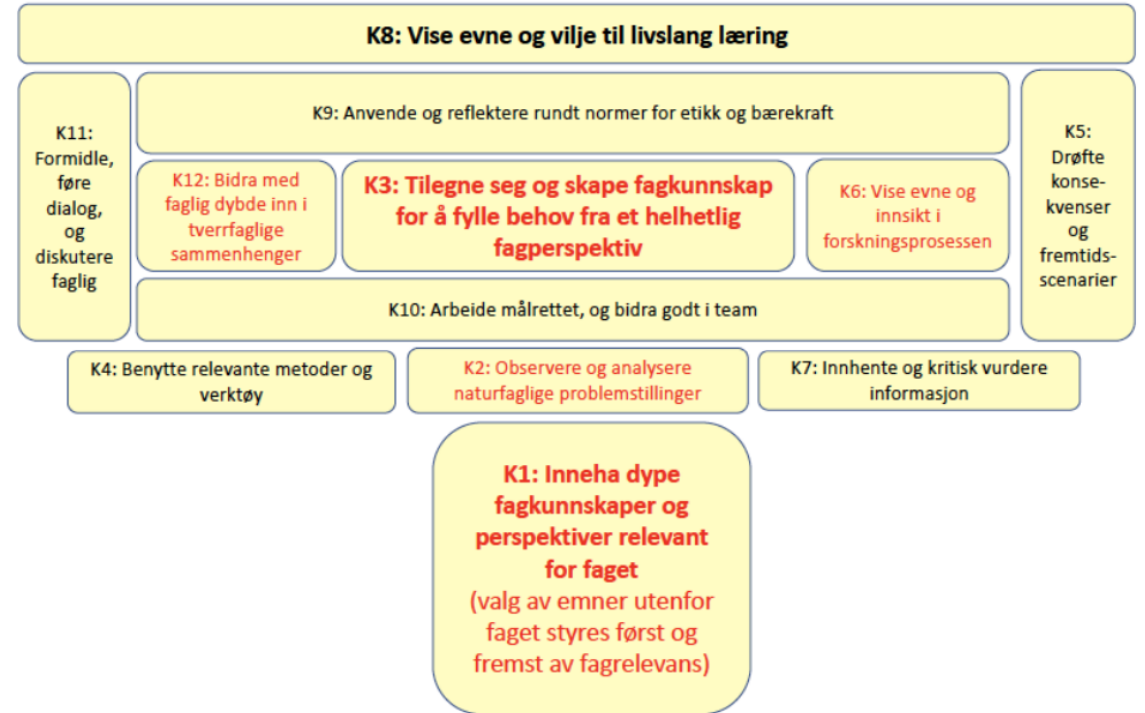 K8: Vise evne og vilje til livslang læring
K11:
Formidle,
føre
dialog,
og
diskutere
faglig
K9: Anvende og reflektere rundt normer for etikk og bærekraft
K5:
Drøfte
konse-
kvenser
og
fremtids-
scenarier
K12: Bidra med
faglig dybde inn i
tverrfaglige
sammenhenger
K3: Tilegne seg og skape fagkunnskap
for å fylle behov fra et helhetlig
fagperspektiv
K6: Vise evne og
innsikt i
forskningsprosessen
K10: Arbeide målrettet, og bidra godt i team
K4: Benytte relevante metoder og
verktøy
K2: Observere og analysere
naturfaglige problemstillinger
K7: Innhente og kritisk vurdere
informasjon
K1: Inneha dype
fagkunnskaper og
perspektiver relevant
for faget
(valg av emner utenfor
faget styres først og
fremst av fagrelevans)